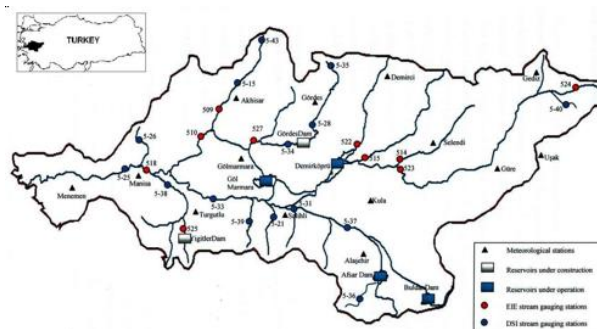 TURKEY
5-43
5-35
5-15
Demirci
Gediz
524
Akhisar
Gördes
509
5-40
5-26
510
527
GördesDam
5-28
522
5-34
514
Selendi
Uşak
518
Gölmarmara
Demirköprü
515
5-25
Manisa
Göl
Marmara
523
Güre
Menemen
5-38
5-33
5-31
Kula
Turgutlu
5-39
5-21
Salihli
5-37
525
Alaşehir
Afşar Dam
BuldanDam
5-36
Meteorological stations
Reservoirs under construction
Reservoirs under operation
EIE stream gauging stations
DSI stream gauging stations